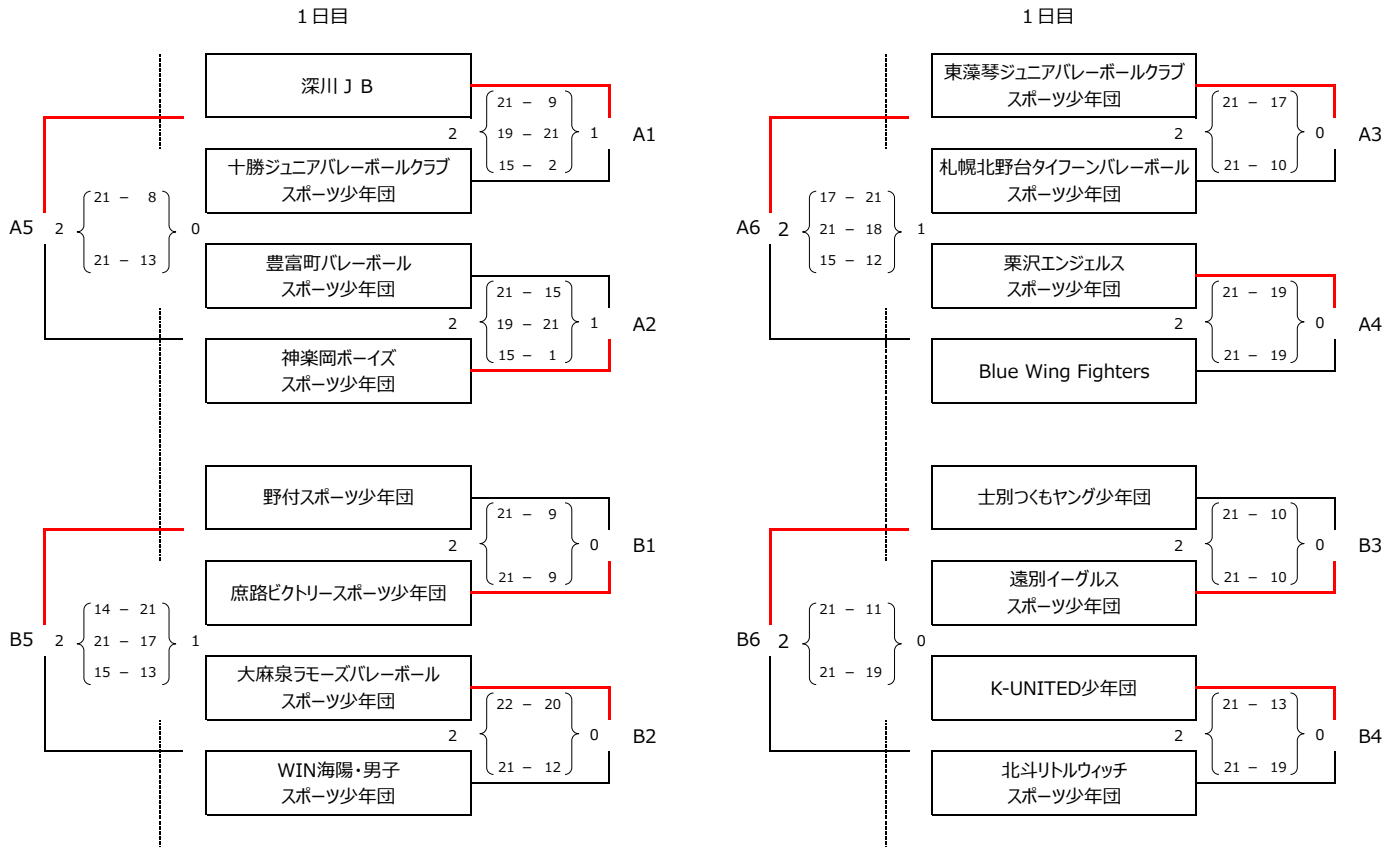 １日目
深川ＪＢ
21 － 9
2 19 － 21 1 A1
15 － 2
十勝ジュニアバレーボールクラブ
スポーツ少年団
21 － 8
A5 2 0
21 － 13
豊富町バレーボール
スポーツ少年団
21 － 15
2 19 － 21 1 A2
15 － 1
神楽岡ボーイズ
スポーツ少年団
野付スポーツ少年団
21 － 9
2 0 B1
21 － 9
庶路ビクトリースポーツ少年団
14 － 21
B5 2 21 － 17 1
15 － 13
大麻泉ラモーズバレーボール
スポーツ少年団
22 － 20
2 0 B2
21 － 12
WIN海陽・男子
スポーツ少年団
１日目
東藻琴ジュニアバレーボールクラブ
スポーツ少年団
21 － 17
2 0 A3
21 － 10
札幌北野台タイフーンバレーボール
スポーツ少年団
17 － 21
A6 2 21 － 18 1
15 － 12
栗沢エンジェルス
スポーツ少年団
21 － 19
2 0 A4
21 － 19
Blue Wing Fighters
士別つくもヤング少年団
21 － 10
2 0 B3
21 － 10
遠別イーグルス
スポーツ少年団
21 － 11
B6 2 0
21 － 19
K-UNITED少年団
21 － 13
2 0 B4
21 － 19
北斗リトルウィッチ
スポーツ少年団